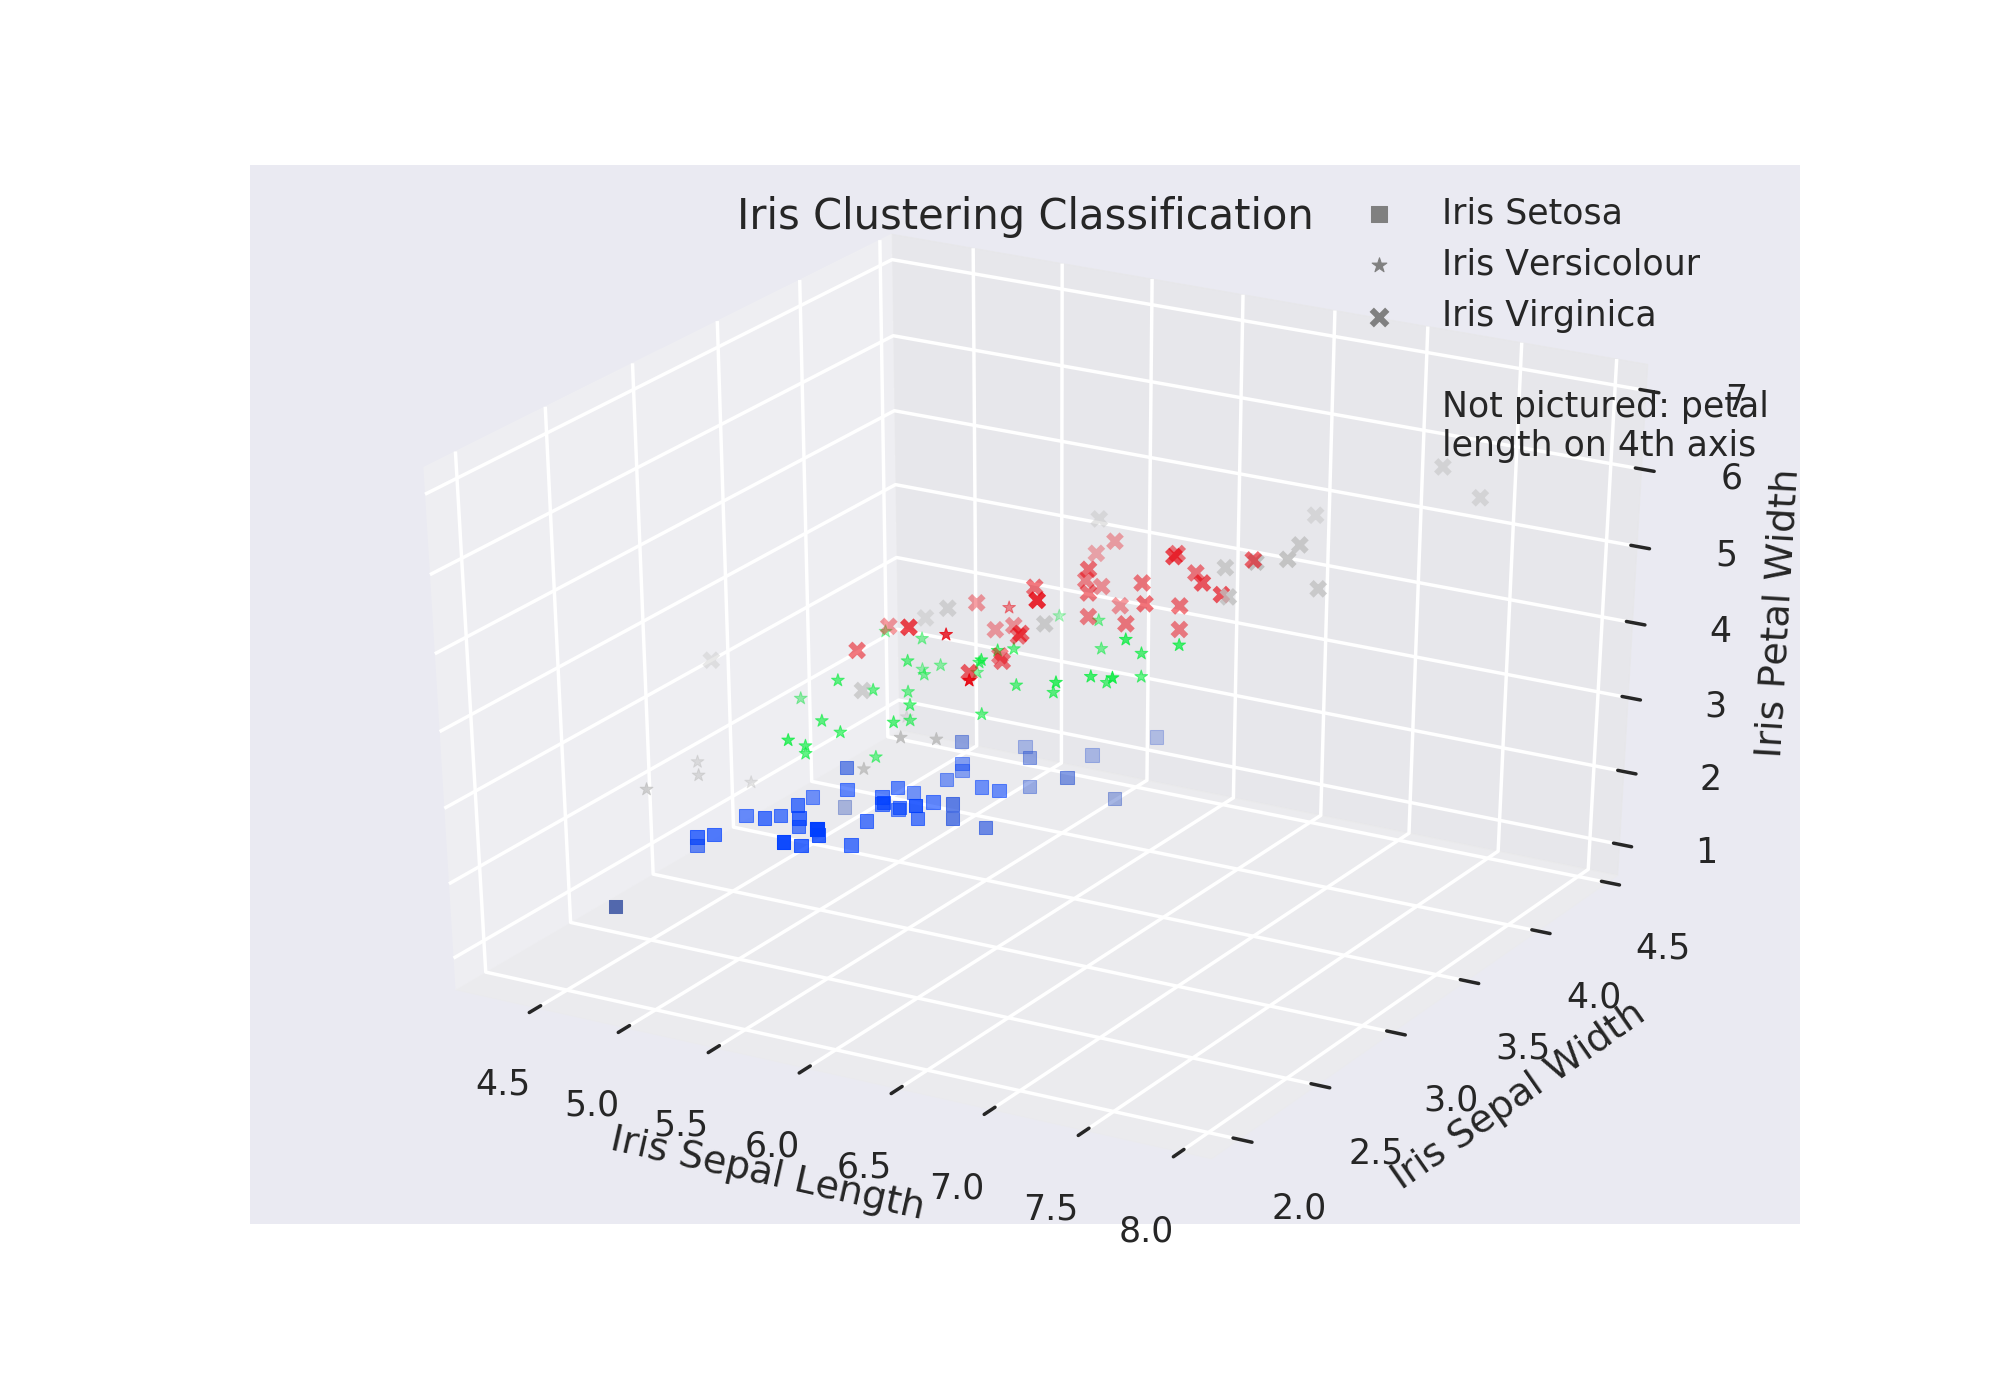 Iris Clustering Classification
Iris Setosa
Iris Versicolour
Iris Virginica
Not pictured: petal
length on 4th axis
7
6
5
4
3
2
1
Iris Petal Width
4.5
4.0
3.5
3.0
2.5
2.0
Iris Sepal Width
4.5
5.0
5.5
6.0
6.5
7.0
7.5
8.0
Iris Sepal Length